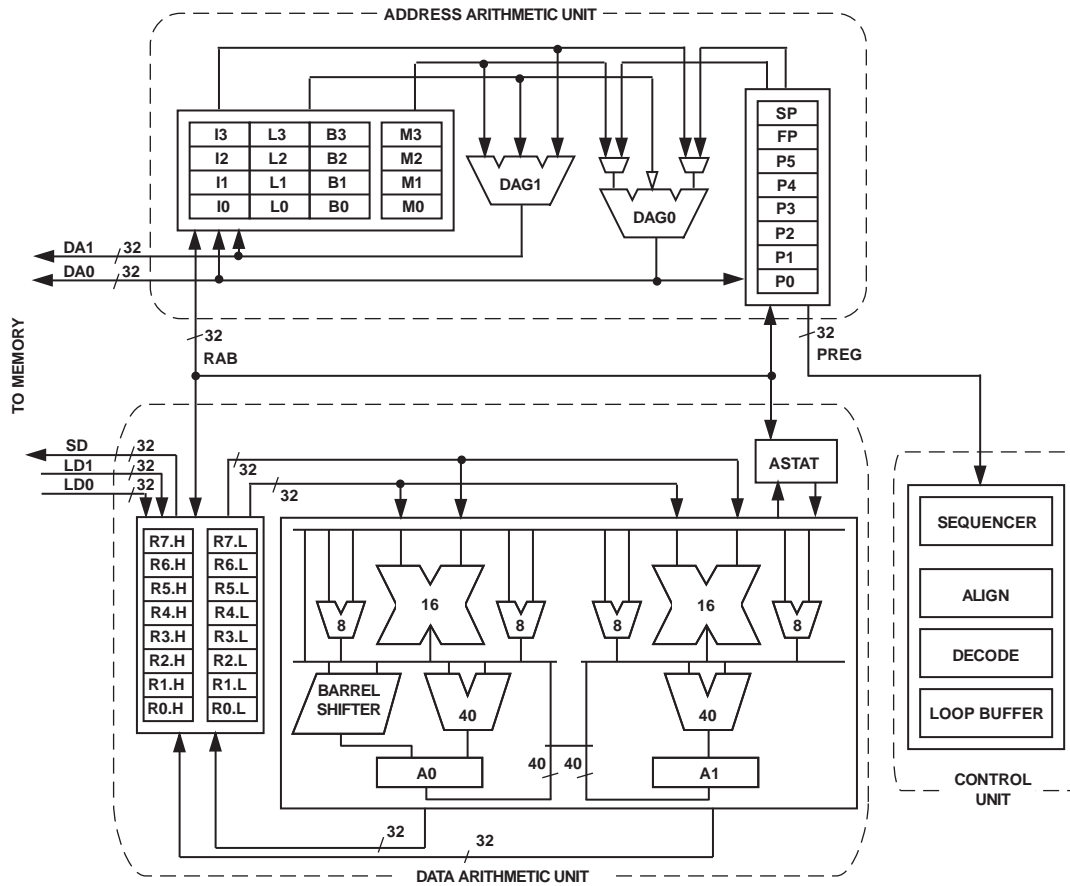 ADDRESS ARITHMETIC UNIT
I3 L3 B3 M3
I2 L2 B2 M2
I1 L1 B1 M1
I0 L0 B0 M0
DAG1
DAG0
SP
FP
P5
P4
P3
P2
P1
P0
DA1 32
DA0 32
TO MEMORY
32
RAB
32
PREG
SD 32
LD1 32
LD0 32
32
32
ASTAT
R7.H R7.L
R6.H R6.L
R5.H R5.L
R4.H R4.L
R3.H R3.L
R2.H R2.L
R1.H R1.L
R0.H R0.L
16
8 8
16
8 8
BARREL
SHIFTER
40
40
A0
40 40
A1
32
32
DATA ARITHMETIC UNIT
SEQUENCER
ALIGN
DECODE
LOOP BUFFER
CONTROL
UNIT